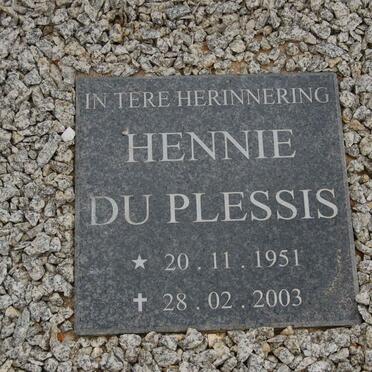 IN TERE HERINNERING
HENNIE
DU PLESSIS
★ 20 . 11 . 1951
✝ 28 . 02 . 2003